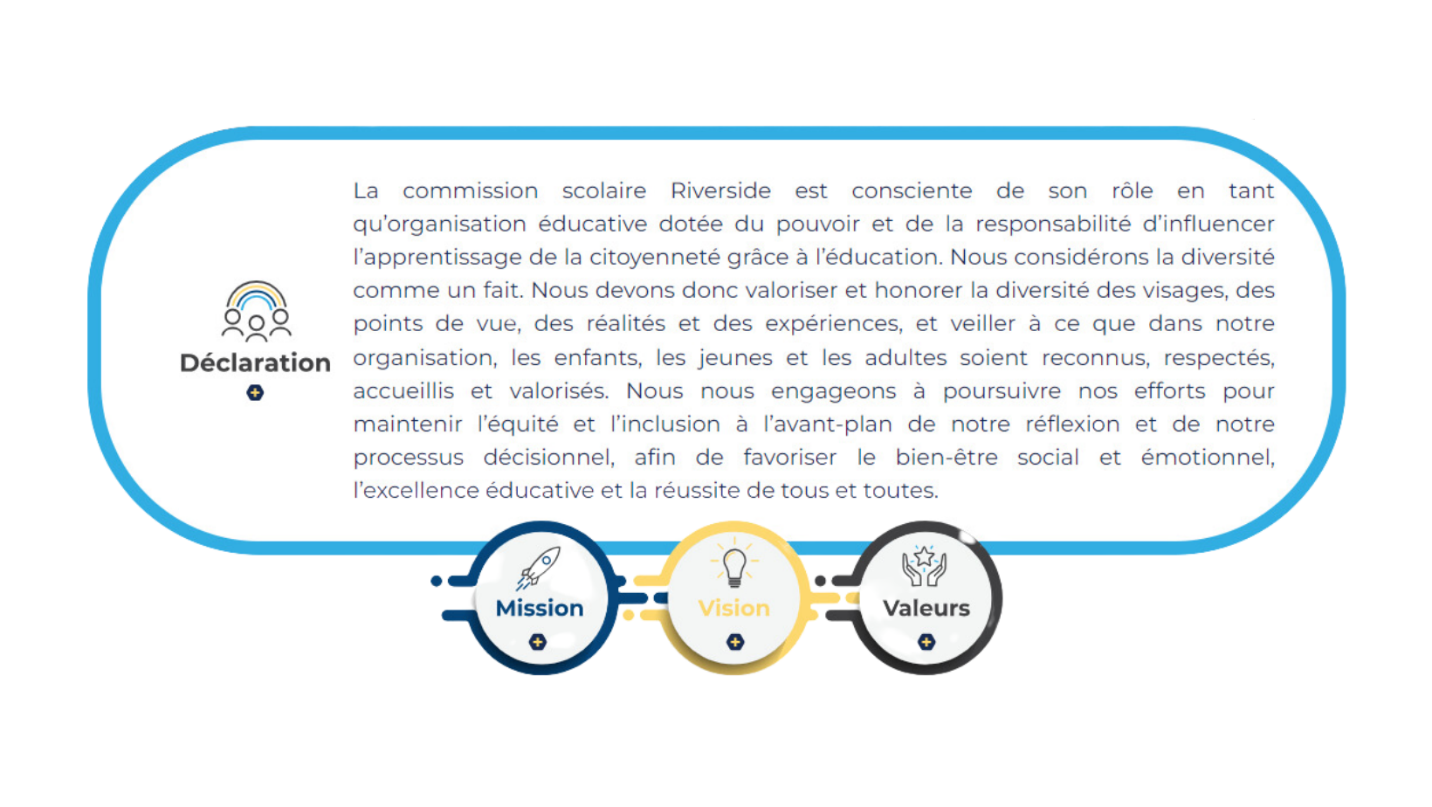 La commission scolaire Riverside est consciente de son rôle en tant
qu’organisation éducative dotée du pouvoir et de la responsabilité d’influencer
l’apprentissage de la citoyenneté grâce à l’éducation. Nous considérons la diversité
comme un fait. Nous devons donc valoriser et honorer la diversité des visages, des
points de vue, des réalités et des expériences, et veiller à ce que dans notre
organisation, les enfants, les jeunes et les adultes soient reconnus, respectés,
accueillis et valorisés. Nous nous engageons à poursuivre nos efforts pour
maintenir l’équité et l’inclusion à l’avant-plan de notre réflexion et de notre
processus décisionnel, afin de favoriser le bien-être social et émotionnel,
l’excellence éducative et la réussite de tous et toutes.
Déclaration
Mission
Vision
Valeurs